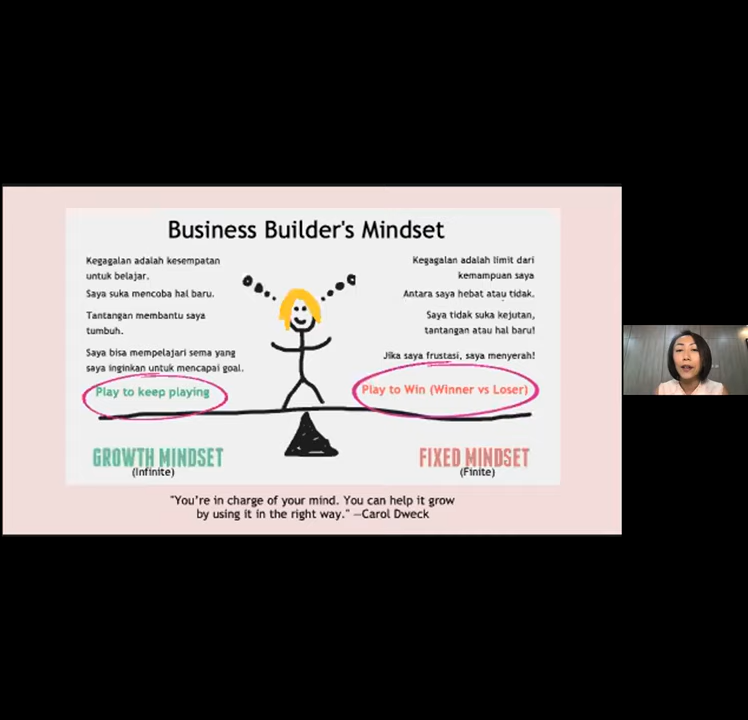 Business Builder's Mindset
Kegagalan adalah kesempatan
untuk belajar.
Saya suka mencoba hal baru.
Tantangan membantu saya
tumbuh.
Saya bisa mempelajari sema yang
saya inginkan untuk mencapai goal.
Play to keep playing
GROWTH MINDSET
(Infinite)
Kegagalan adalah limit dari
kemampuan saya
Antara saya hebat atau tidak.
Saya tidak suka kejutan,
tantangan atau hal baru!
Jika saya frustasi, saya menyerah!
Play to Win (Winner vs Loser)
FIXED MINDSET
(Finite)
"You're in charge of your mind. You can help it grow
by using it in the right way." —Carol Dweck